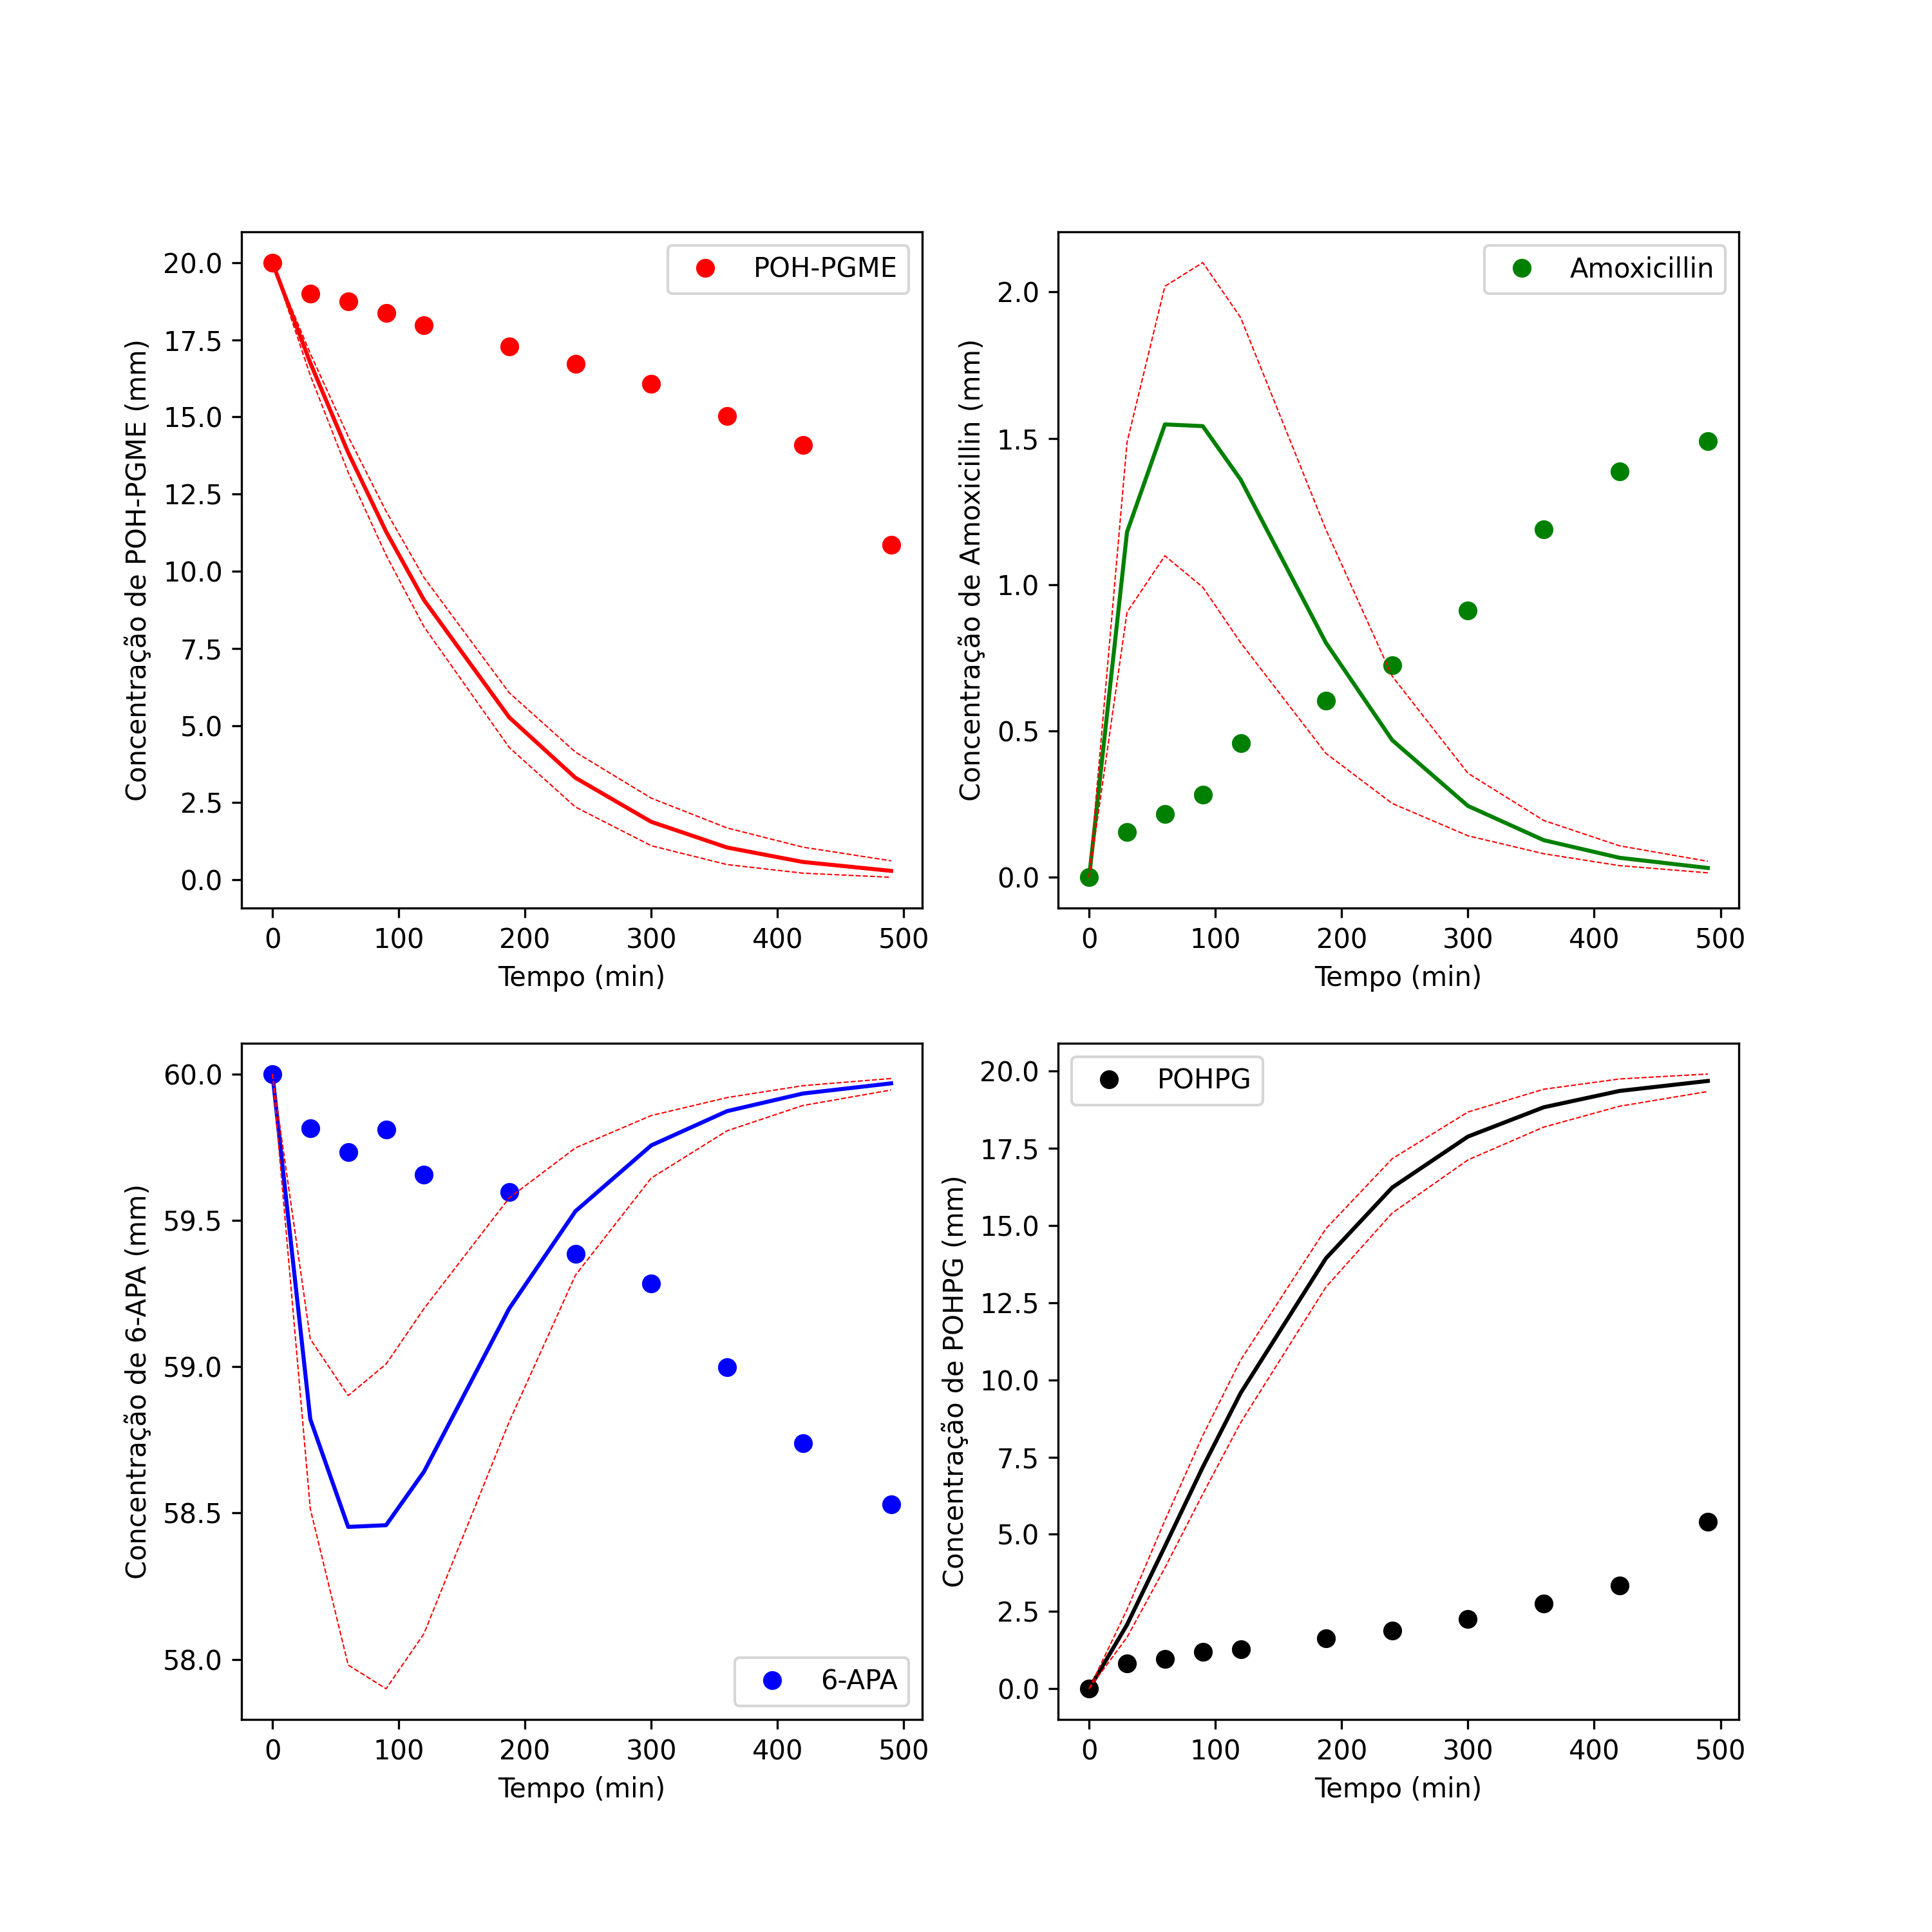 POH-PGME
20.0
17.5
15.0
12.5
10.0
7.5
5.0
2.5
0.0
Concentração de POH-PGME (mm)
0 100 200 300 400 500
Tempo (min)
Amoxicillin
2.0
1.5
1.0
0.5
0.0
Concentração de Amoxicillin (mm)
0 100 200 300 400 500
Tempo (min)
60.0
59.5
59.0
58.5
58.0
Concentração de 6-APA (mm)
6-APA
0 100 200 300 400 500
Tempo (min)
POHPG
20.0
17.5
15.0
12.5
10.0
7.5
5.0
2.5
0.0
Concentração de POHPG (mm)
0 100 200 300 400 500
Tempo (min)